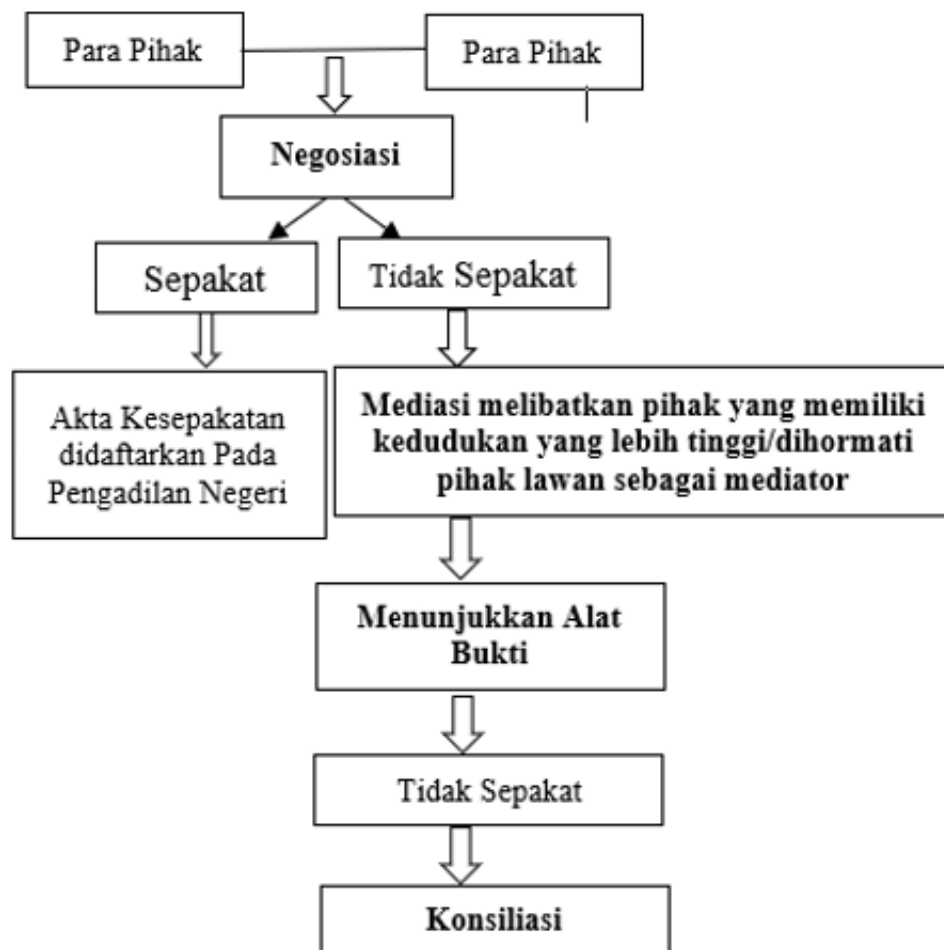 Para Pihak
Para Pihak
Negosiasi
Sepakat
Tidak Sepakat
Akta Kesepakatan
didaftarkan Pada
Pengadilan Negeri
Mediasi melibatkan pihak yang memiliki
kedudukan yang lebih tinggi/dihormati
pihak lawan sebagai mediator
Menunjukkan Alat
Bukti
Tidak Sepakat
Konsiliasi